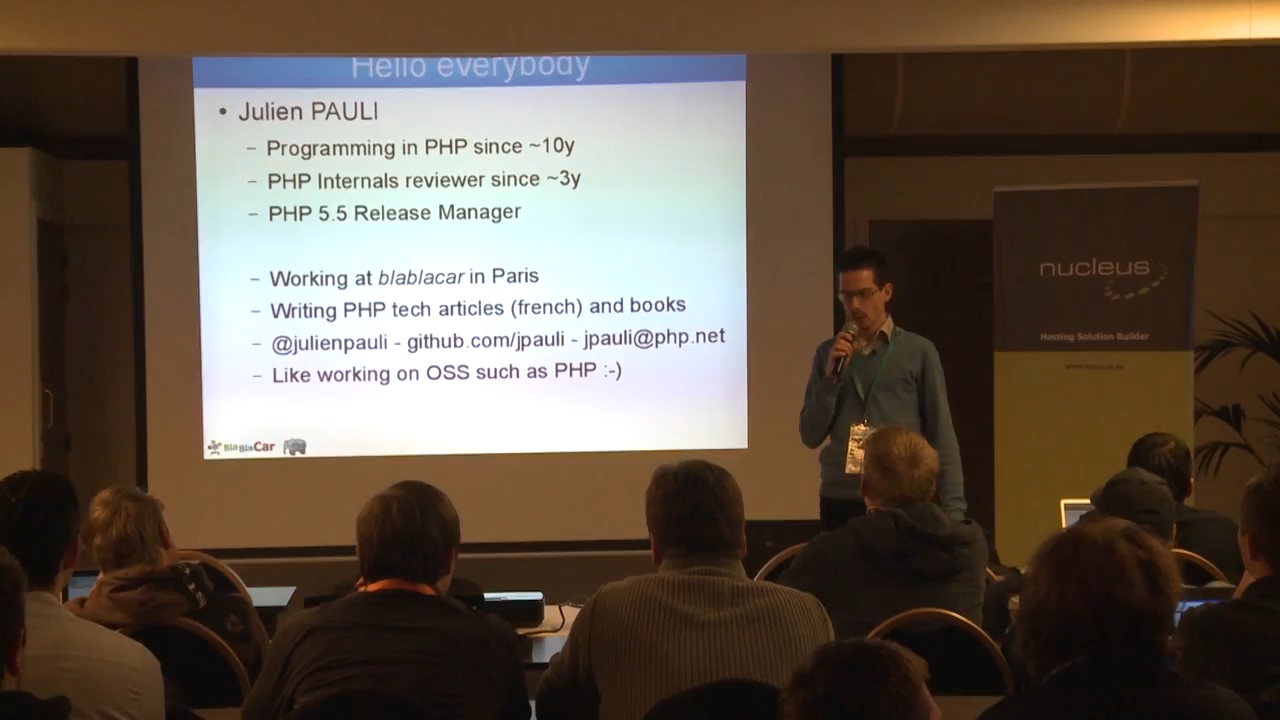 Hello everybody
• Julien PAULI
– Programming in PHP since ~10y
– PHP Internals reviewer since ~3y
– PHP 5.5 Release Manager
– Working at blablacar in Paris
– Writing PHP tech articles (french) and books
– @julienpauli - github.com/jpauli - jpauli@php.net
– Like working on OSS such as PHP :-)
BlaBlaCar
nucleus
Hosting Solution Builder